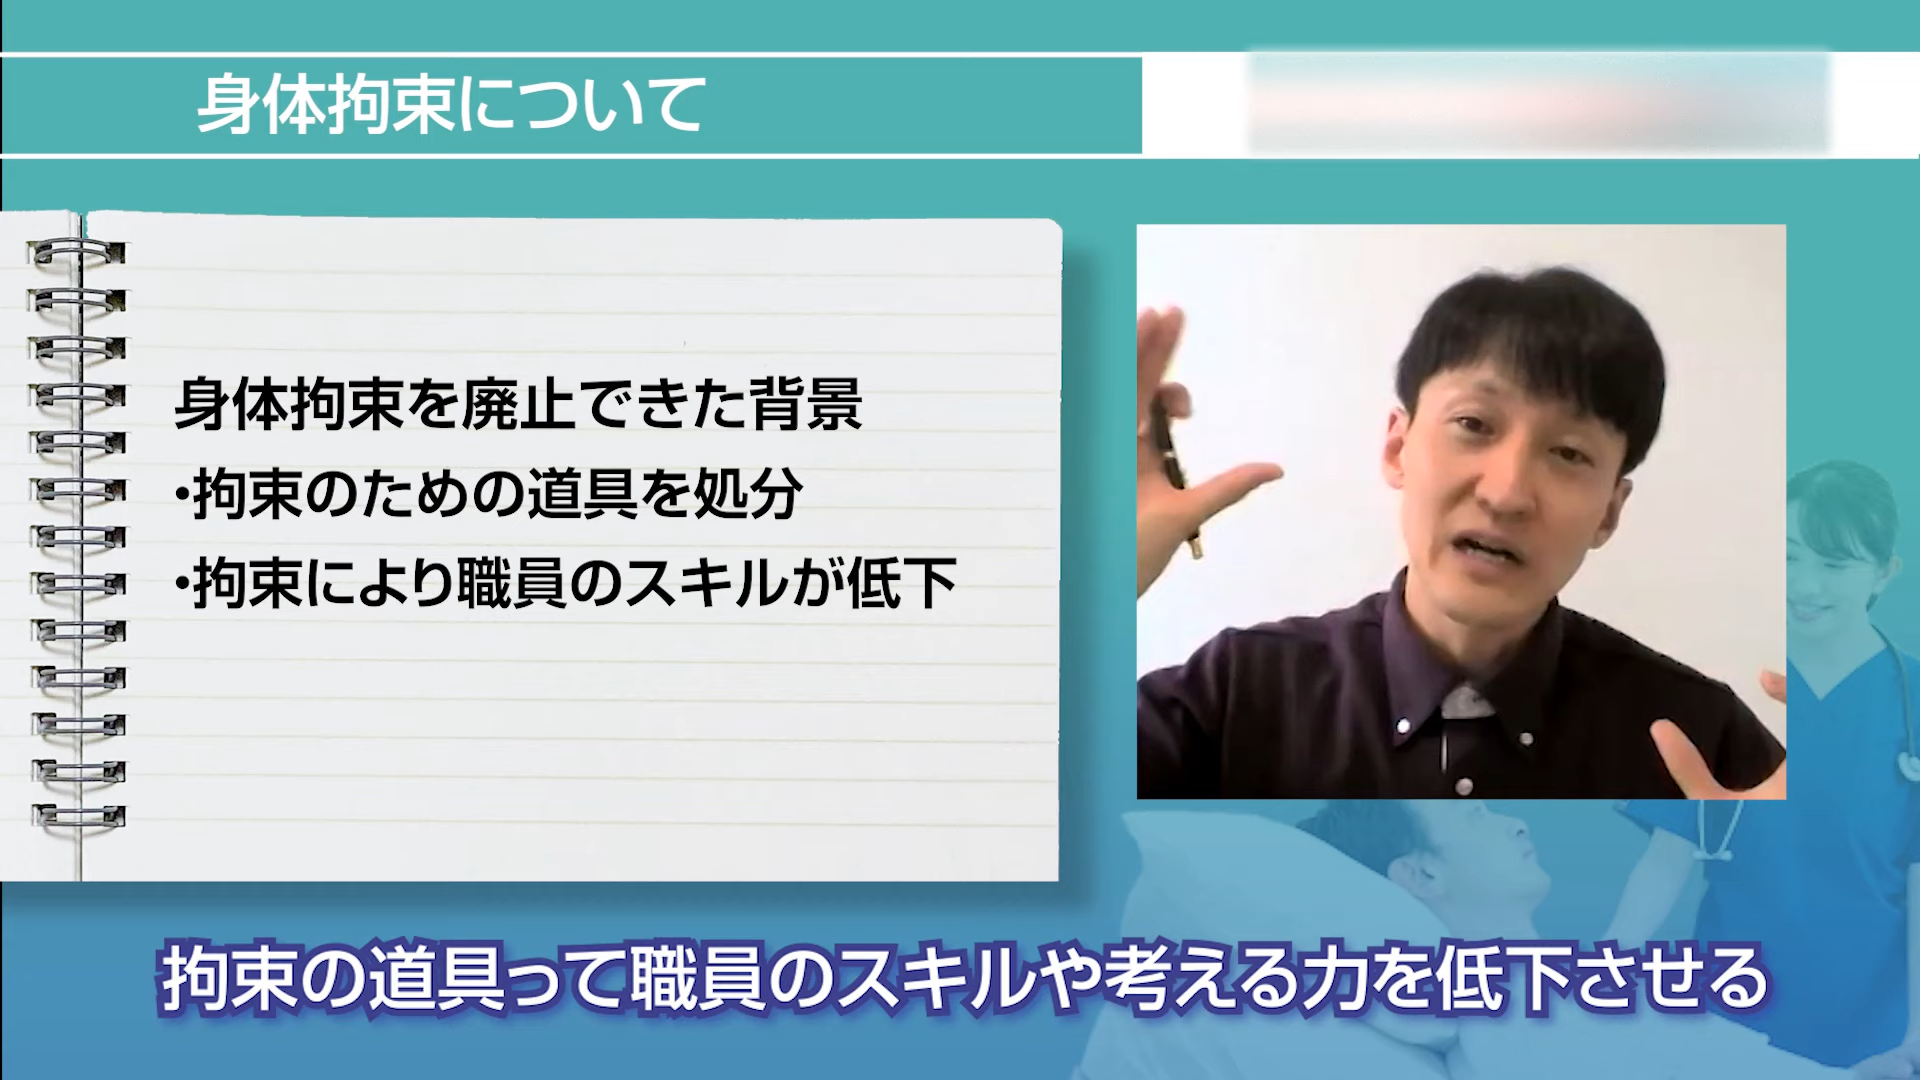 身体拘束について
身体拘束を廃止できた背景
・拘束のための道具を処分
・拘束により職員のスキルが低下
拘束の道具って職員のスキルや考える力を低下させる